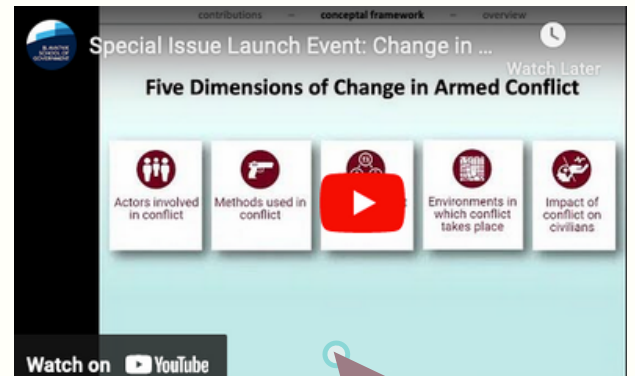 contributions – conceptal framework – overview
BLAVATNIK
SCHOOL OF
GOVERNMENT
Special Issue Launch Event: Change in ...
Watch Later
Five Dimensions of Change in Armed Conflict
Actors involved
in conflict
Methods used in
conflict
Environments in
which conflict
takes place
Impact of
conflict on
civilians
Watch on YouTube